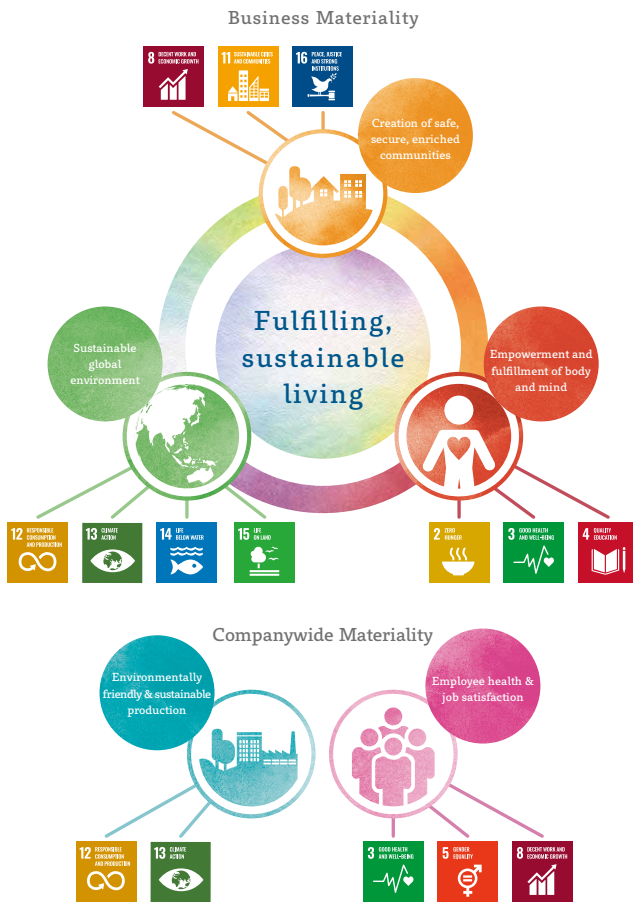 Business Materiality
8 DECENT WORK AND
ECONOMIC GROWTH
11 SUSTAINABLE CITIES
AND COMMUNITIES
16 PEACE, JUSTICE
AND STRONG
INSTITUTIONS
Creation of safe,
secure, enriched
communities
Fulfilling,
sustainable
living
Sustainable
global
environment
Empowerment and
fulfillment of body
and mind
12 RESPONSIBLE
CONSUMPTION
AND PRODUCTION
13 CLIMATE
ACTION
14 LIFE
BELOW WATER
15 LIFE
ON LAND
2 ZERO
HUNGER
3 GOOD HEALTH
AND WELL-BEING
4 QUALITY
EDUCATION
Companywide Materiality
Environmentally
friendly & sustainable
production
Employee health &
job satisfaction
12 RESPONSIBLE
CONSUMPTION
AND PRODUCTION
13 CLIMATE
ACTION
3 GOOD HEALTH
AND WELL-BEING
5 GENDER
EQUALITY
8 DECENT WORK AND
ECONOMIC GROWTH